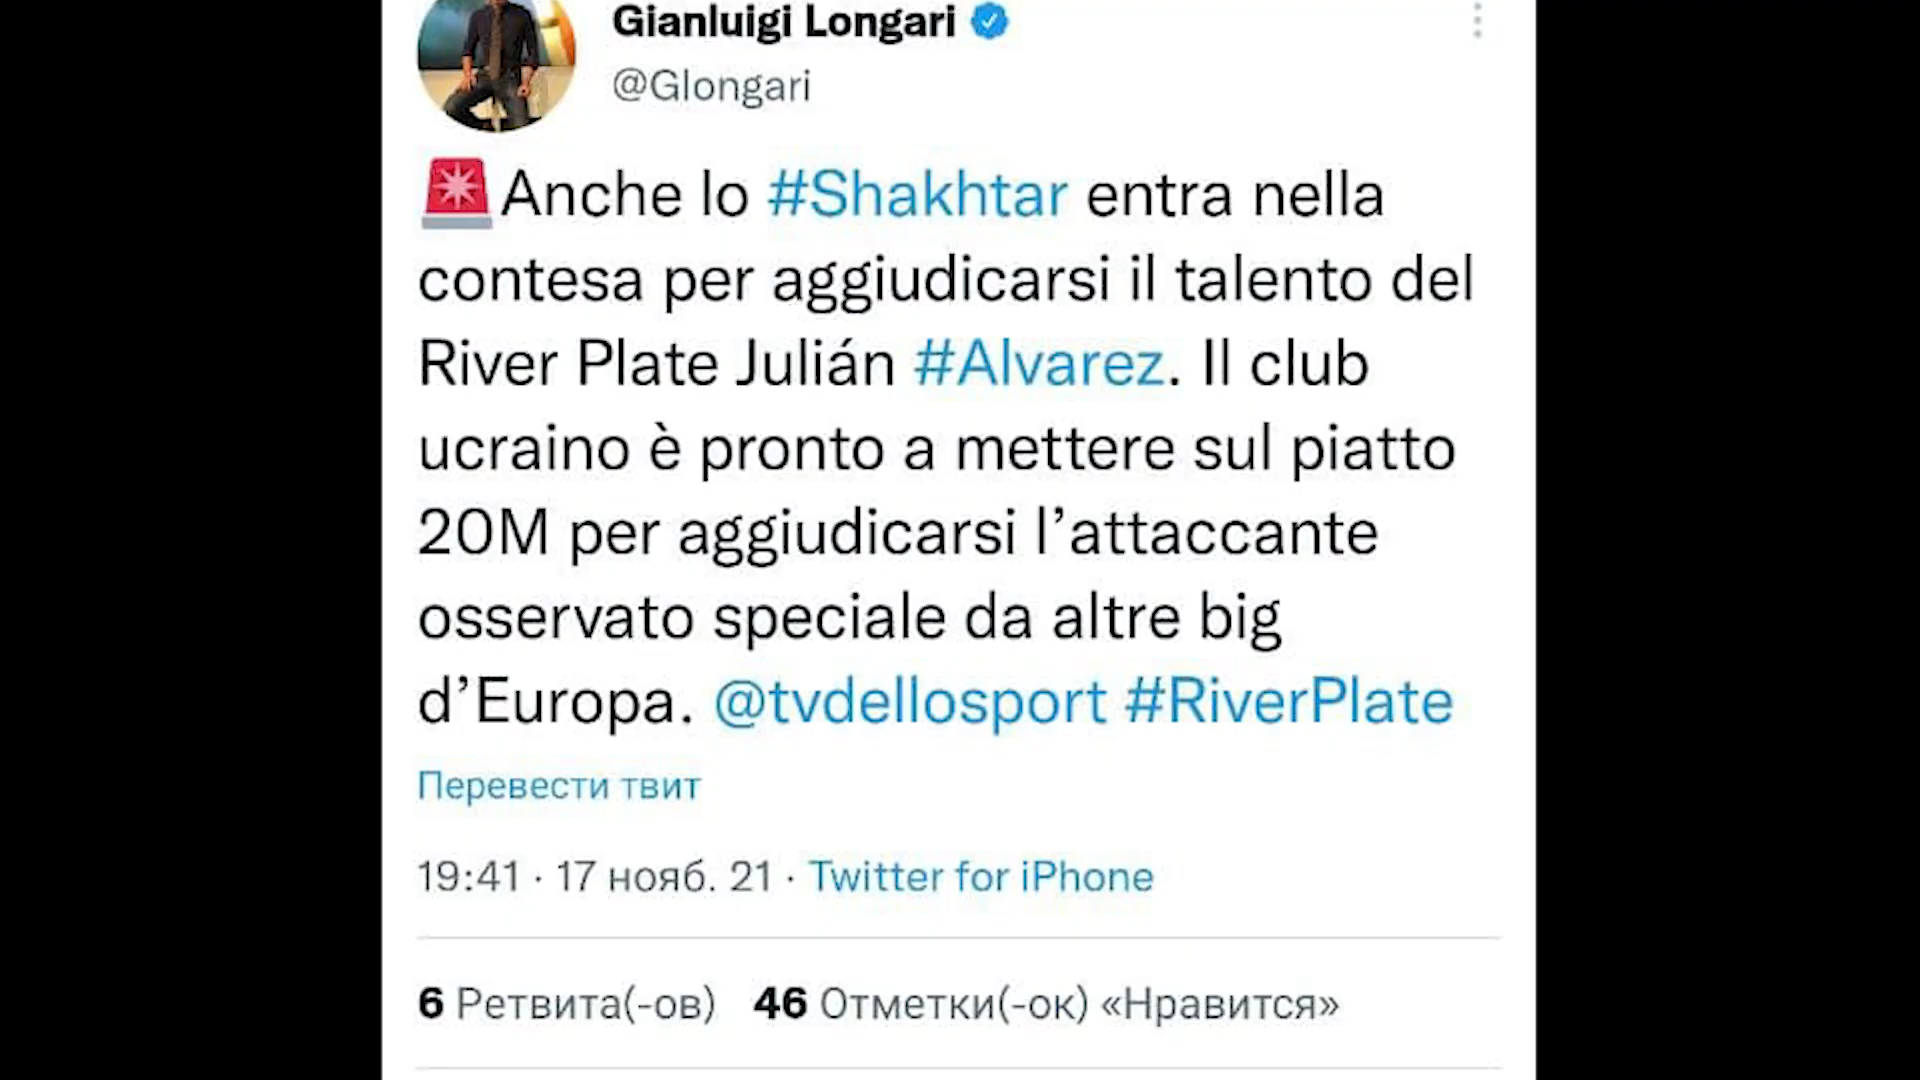 Gianluigi Longari
@Glongari
🚨Anche lo #Shakhtar entra nella
contesa per aggiudicarsi il talento del
River Plate Julián #Alvarez. Il club
ucraino è pronto a mettere sul piatto
20M per aggiudicarsi l’attaccante
osservato speciale da altre big
d’Europa. @tvdellosport #RiverPlate
Перевести твит
19:41 · 17 нояб. 21 · Twitter for iPhone
6 Ретвита(-ов) 46 Отметки(-ок) «Нравится»